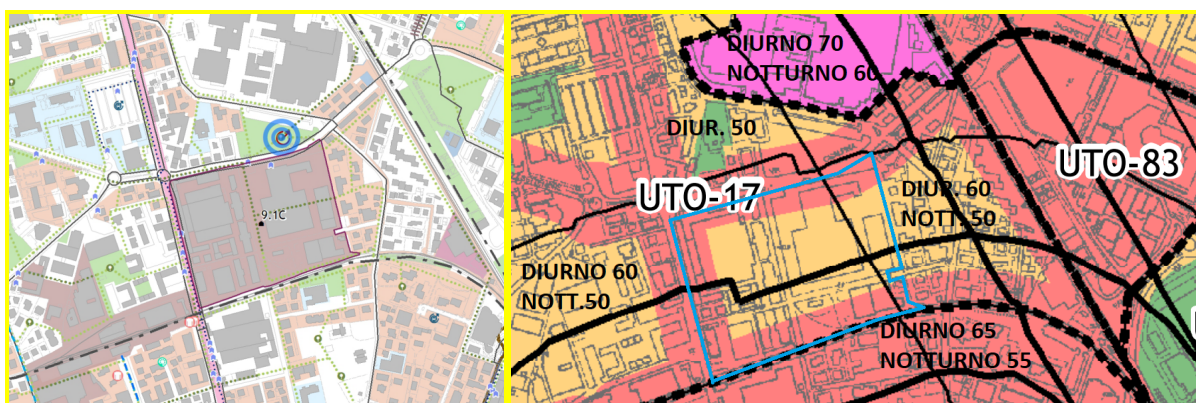 9.1C
DIURNO 70
NOTTURNO 60
DIUR. 50
UTO-17
UTO-83
DIUR. 60
NOTT. 50
DIURNO 60
NOTT.50
DIURNO 65
NOTTURNO 55